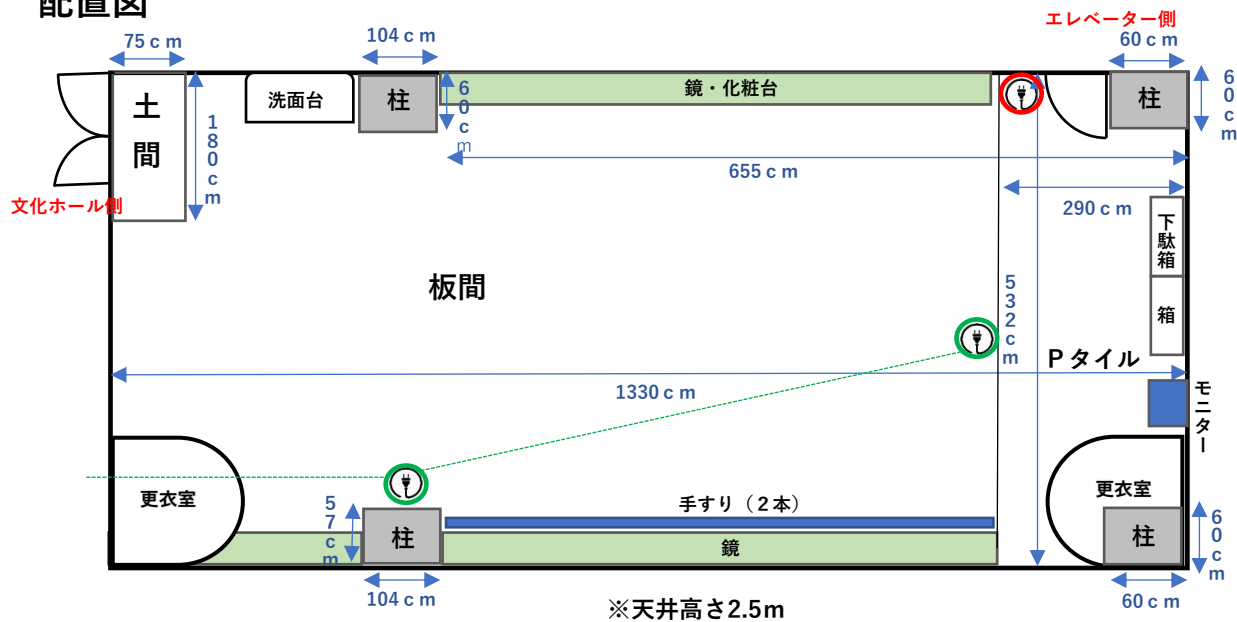 配置図
エレベーター側
75ｃｍ
104ｃｍ
60ｃｍ
土間
洗面台
柱
60cm
鏡・化粧台
柱
60cm
180cm
655ｃｍ
290ｃｍ
文化ホール側
下駄箱
板間
箱
532cm
Ｐタイル
1330ｃｍ
モニター
更衣室
更衣室
57cm
手すり（２本）
柱
鏡
柱
60cm
104ｃｍ
60ｃｍ
※天井高さ2.5m